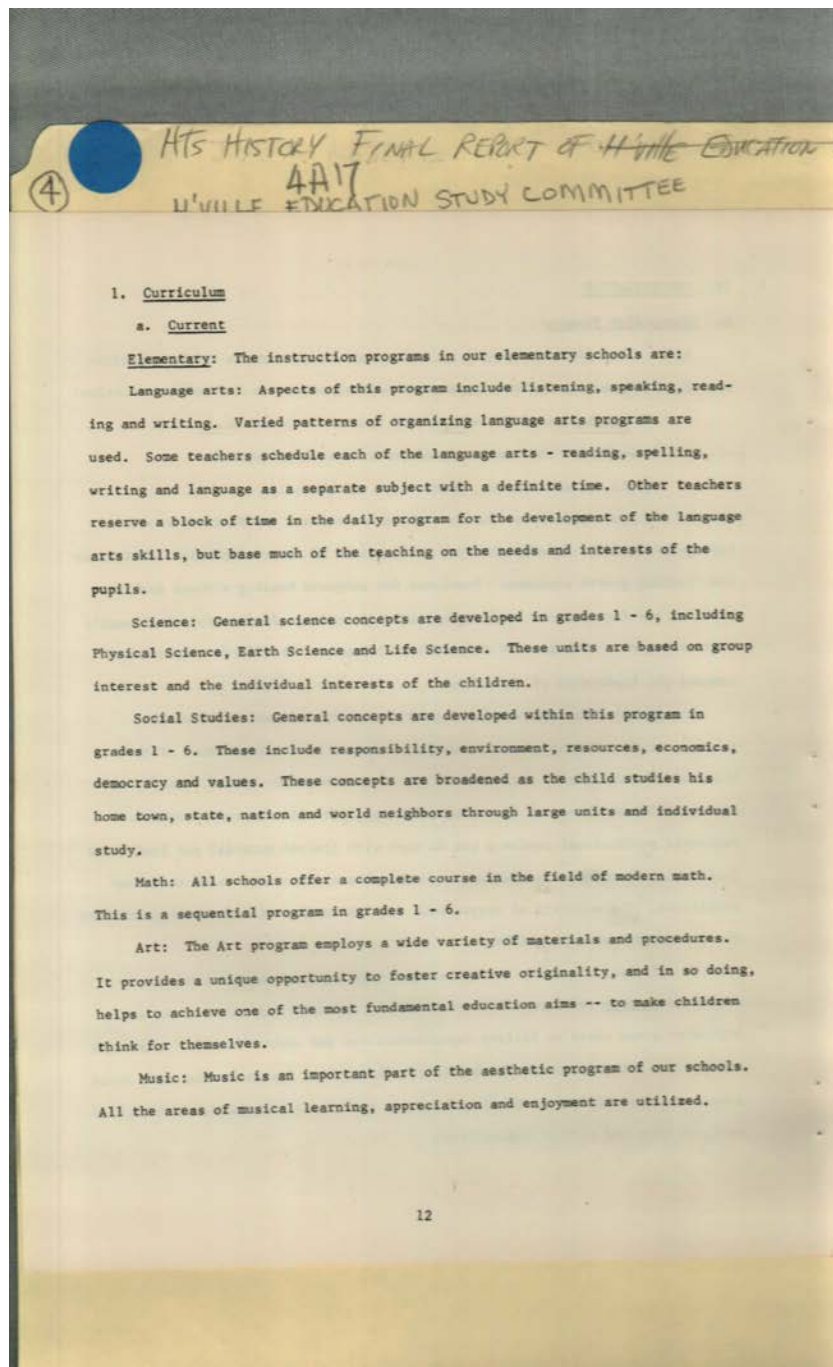 HTS HISTORY FINAL REPORT OF H'ville EDUCATION
4A17
4
H'VILLE EDUCATION STUDY COMMITTEE
1. Curriculum
a. Current
Elementary: The instruction programs in our elementary schools are:
Language arts: Aspects of this program include listening, speaking, read-
ing and writing. Varied patterns of organizing language arts programs are
used. Some teachers schedule each of the language arts - reading, spelling,
writing and language as a separate subject with a definite time. Other teachers
reserve a block of time in the daily program for the development of the language
arts skills, but base much of the teaching on the needs and interests of the
pupils.
Science: General science concepts are developed in grades 1 - 6, including
Physical Science, Earth Science and Life Science. These units are based on group
interest and the individual interests of the children.
Social Studies: General concepts are developed within this program in
grades 1 - 6. These include responsibility, environment, resources, economics,
democracy and values. These concepts are broadened as the child studies his
home town, state, nation and world neighbors through large units and individual
study.
Math: All schools offer a complete course in the field of modern math.
This is a sequential program in grades 1 - 6.
Art: The Art program employs a wide variety of materials and procedures.
It provides a unique opportunity to foster creative originality, and in so doing,
helps to achieve one of the most fundamental education aims -- to make children
think for themselves.
Music: Music is an important part of the aesthetic program of our schools.
All the areas of musical learning, appreciation and enjoyment are utilized.
12